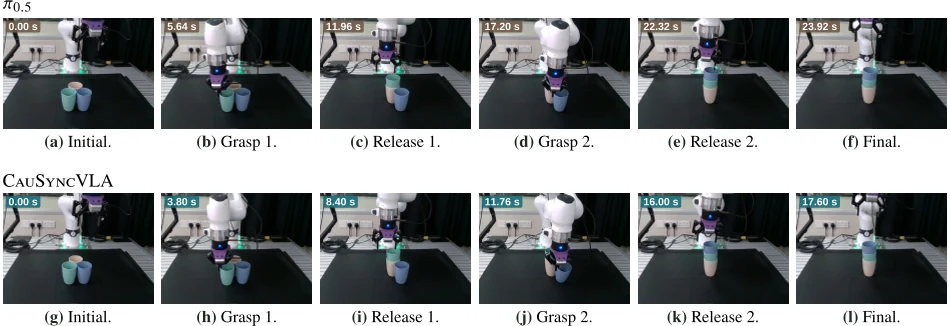 π0.5
0.00 s 5.64 s 11.96 s 17.20 s 22.32 s 23.92 s
(a) Initial. (b) Grasp 1. (c) Release 1. (d) Grasp 2. (e) Release 2. (f) Final.
CAUSYNCVLA
0.00 s 3.80 s 8.40 s 11.76 s 16.00 s 17.60 s
(g) Initial. (h) Grasp 1. (i) Release 1. (j) Grasp 2. (k) Release 2. (l) Final.